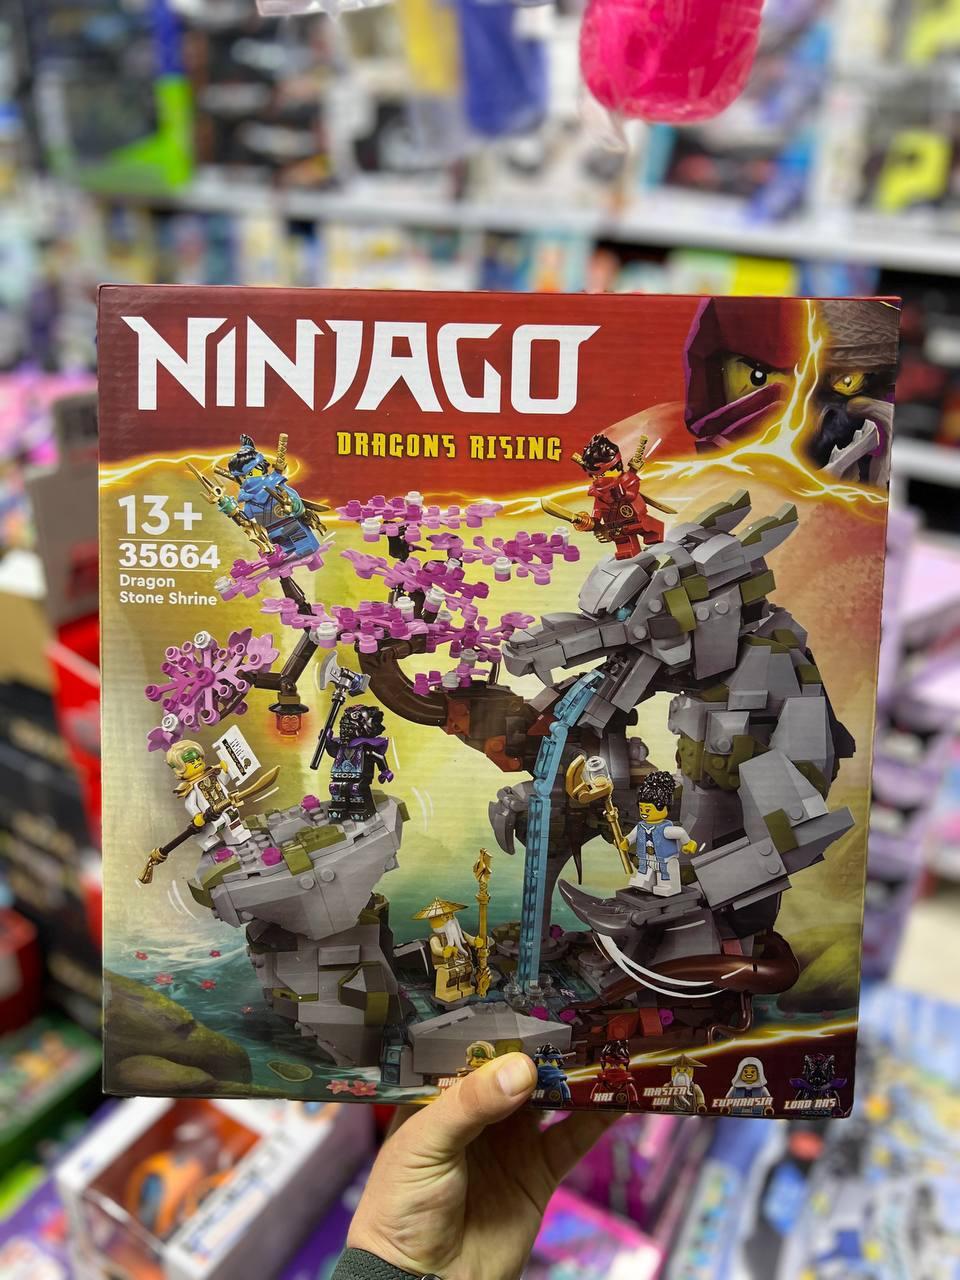 NINJAGO
DRAGONS RISING
13+
35664
Dragon
Stone Shrine
KAI
MASTER
WU
EUPHRASIA
LORD RAS